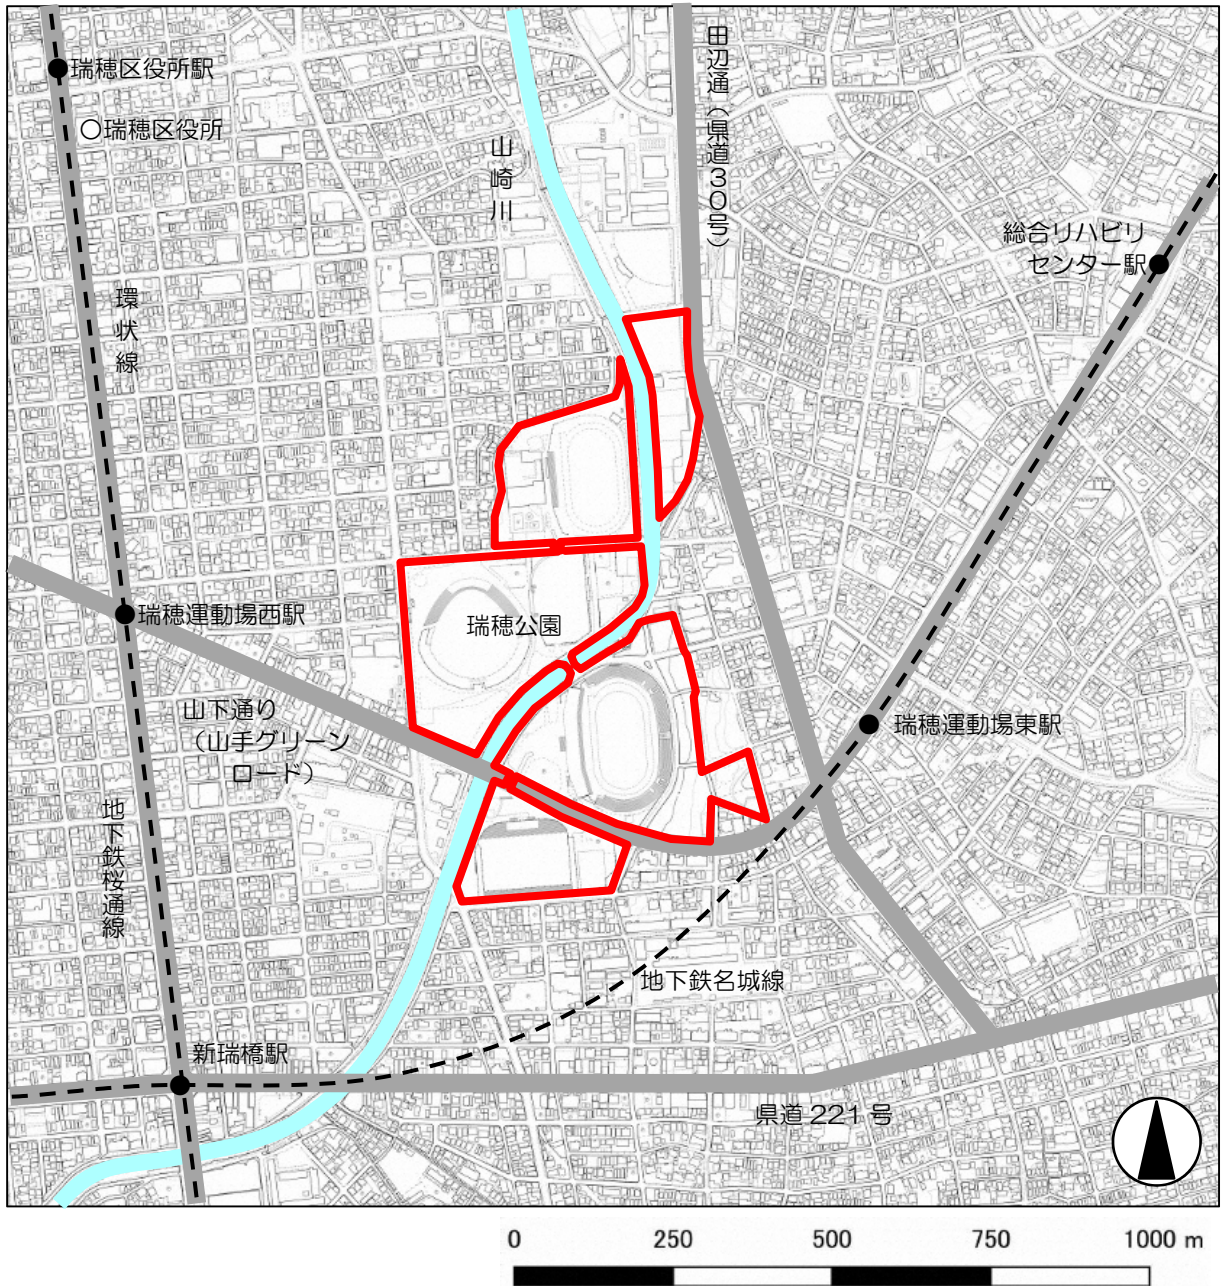 瑞穂区役所駅
〇瑞穂区役所
山崎川
田辺通（県道30号）
総合リハビリ
センター駅
環状線
瑞穂運動場西駅
瑞穂公園
山下通り
（山手グリーン
ロード）
瑞穂運動場東駅
地下鉄桜通線
地下鉄名城線
新瑞橋駅
県道 221 号
0 250 500 750 1000 m